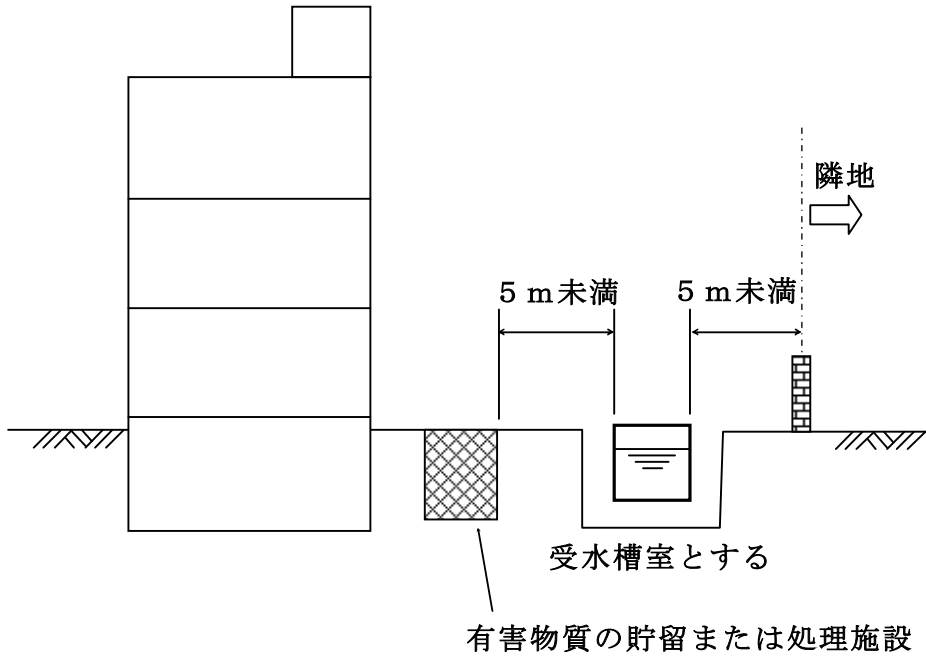 隣地
５ｍ未満
５ｍ未満
受水槽室とする
有害物質の貯留または処理施設